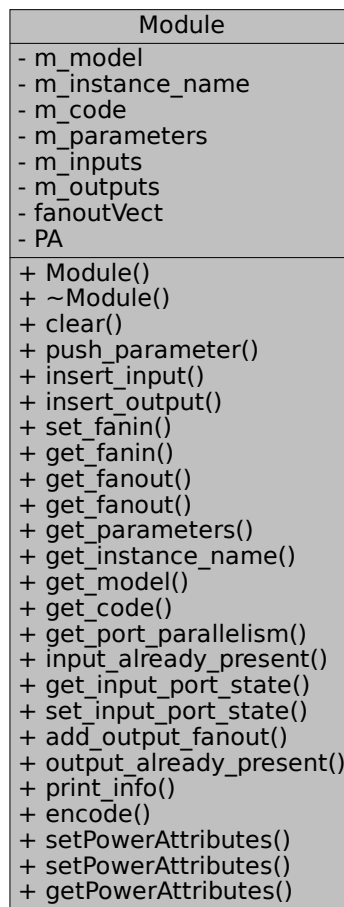 Module
- m_model
- m_instance_name
- m_code
- m_parameters
- m_inputs
- m_outputs
- fanoutVect
- PA
+ Module()
+ ~Module()
+ clear()
+ push_parameter()
+ insert_input()
+ insert_output()
+ set_fanin()
+ get_fanin()
+ get_fanout()
+ get_fanout()
+ get_parameters()
+ get_instance_name()
+ get_model()
+ get_code()
+ get_port_parallelism()
+ input_already_present()
+ get_input_port_state()
+ set_input_port_state()
+ add_output_fanout()
+ output_already_present()
+ print_info()
+ encode()
+ setPowerAttributes()
+ setPowerAttributes()
+ getPowerAttributes()